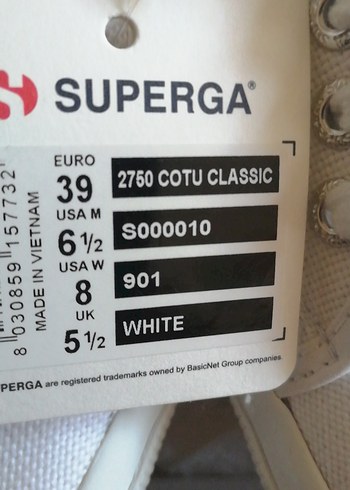 SUPERGA®
EURO
39
USA M
6 1/2
USA W
8
UK
5 1/2
2750 COTU CLASSIC
S000010
901
WHITE
8 030859 157732
MADE IN VIETNAM
PERGA are registered trademarks owned by BasicNet Group companies.